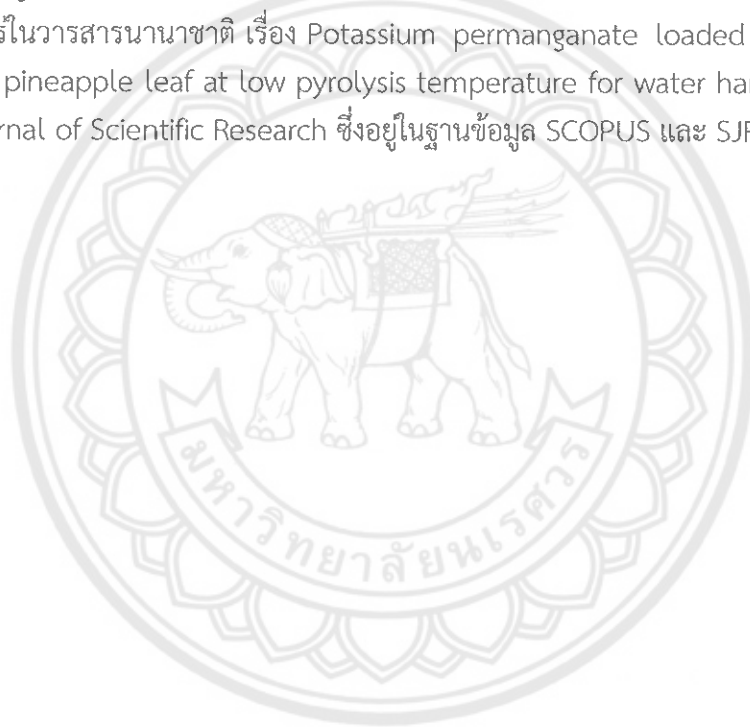 ร์ในวารสารนานาชาติ เรื่อง Potassium permanganate loaded
pineapple leaf at low pyrolysis temperature for water har
rnal of Scientific Research ซึ่งอยู่ในฐานข้อมูล SCOPUS และ SJF
มหาวิทยาลัยนเรศวร